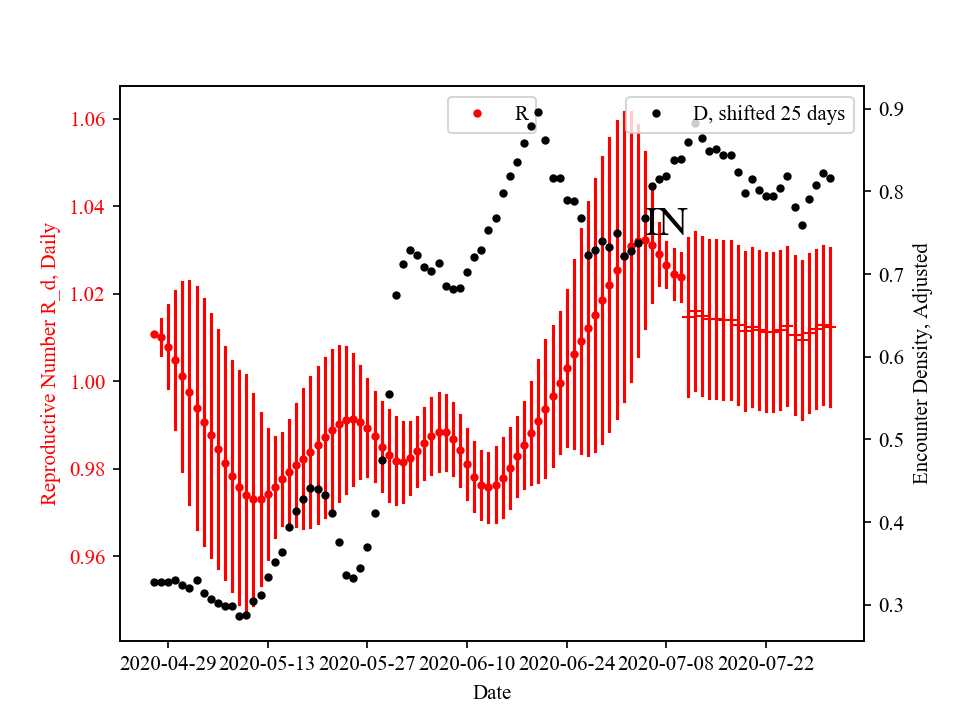 R
D, shifted 25 days
IN
Reproductive Number R_d, Daily
1.06
1.04
1.02
1.00
0.98
0.96
0.9
0.8
0.7
0.6
0.5
0.4
0.3
Encounter Density, Adjusted
2020-04-29 2020-05-13 2020-05-27 2020-06-10 2020-06-24 2020-07-08 2020-07-22
Date